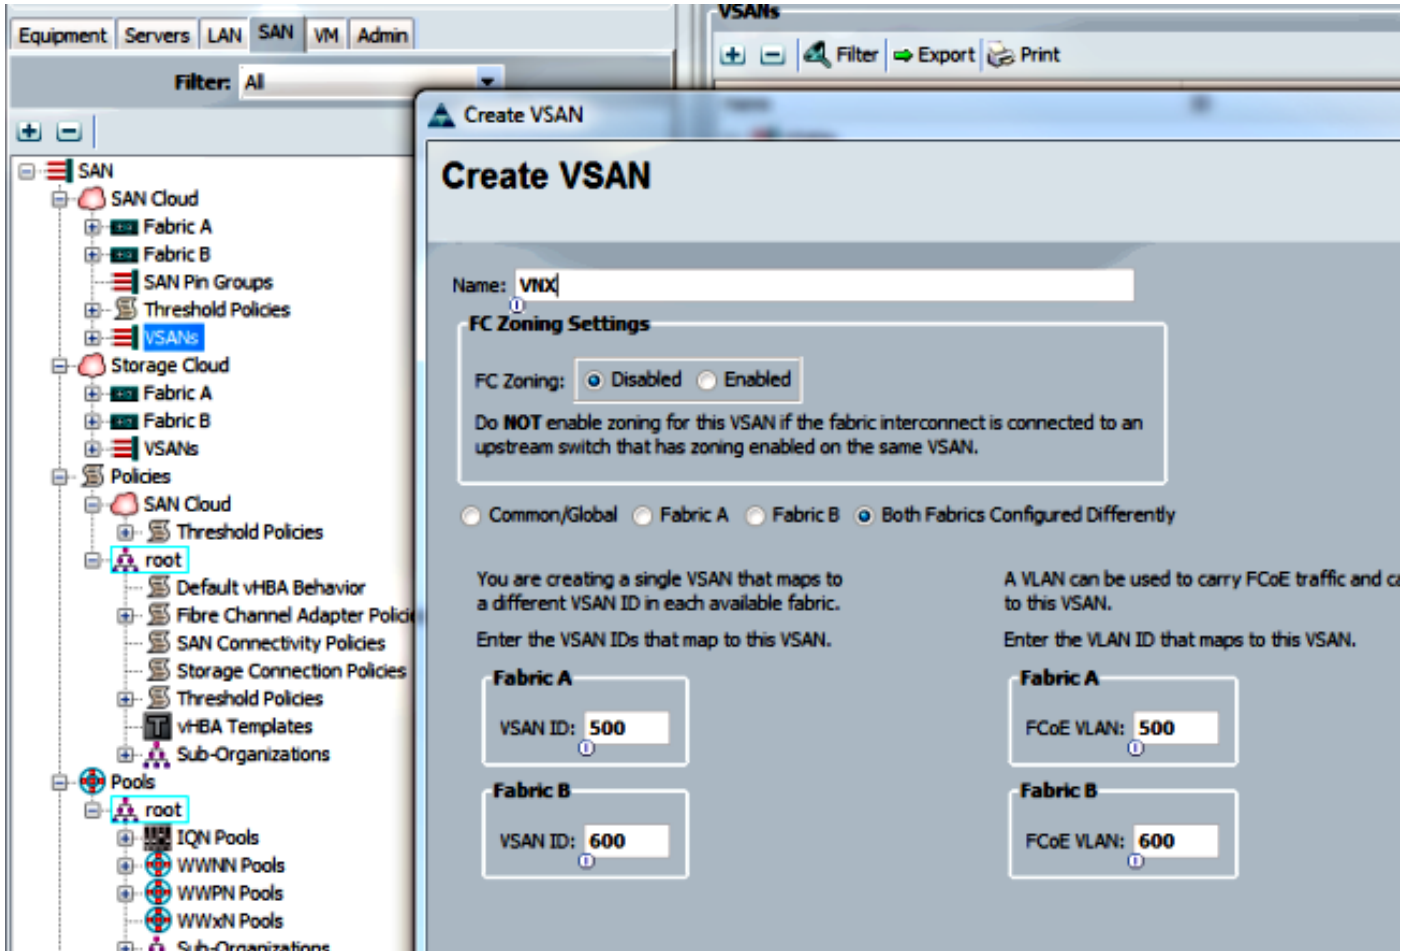 Equipment Servers LAN SAN VM Admin
Filter: All
SAN
SAN Cloud
Fabric A
Fabric B
SAN Pin Groups
Threshold Policies
VSANs
Storage Cloud
Fabric A
Fabric B
VSANs
Policies
SAN Cloud
Threshold Policies
root
Default vHBA Behavior
Fibre Channel Adapter Policie
SAN Connectivity Policies
Storage Connection Policies
Threshold Policies
vHBA Templates
Sub-Organizations
Pools
root
IQN Pools
WWNN Pools
WWPN Pools
WWxN Pools
Sub-Organizations
VSANs
Filter Export Print
Create VSAN
Create VSAN
Name: VNX
FC Zoning Settings
FC Zoning: Disabled Enabled
Do NOT enable zoning for this VSAN if the fabric interconnect is connected to an
upstream switch that has zoning enabled on the same VSAN.
Common/Global Fabric A Fabric B Both Fabrics Configured Differently
You are creating a single VSAN that maps to
a different VSAN ID in each available fabric.
Enter the VSAN IDs that map to this VSAN.
Fabric A
VSAN ID: 500
Fabric B
VSAN ID: 600
A VLAN can be used to carry FCoE traffic and ca
to this VSAN.
Enter the VLAN ID that maps to this VSAN.
Fabric A
FCoE VLAN: 500
Fabric B
FCoE VLAN: 600